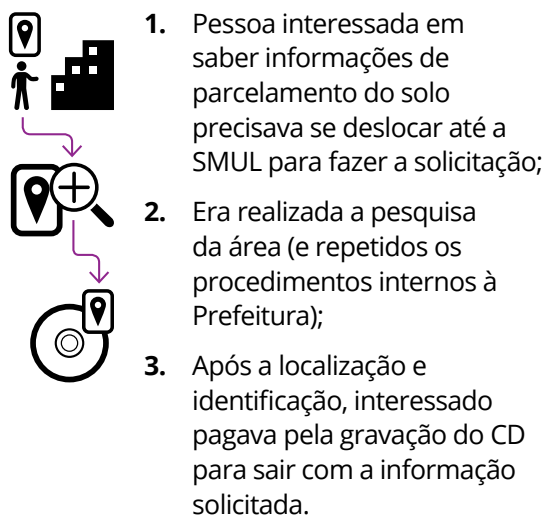 1. Pessoa interessada em
saber informações de
parcelamento do solo
precisava se deslocar até a
SMUL para fazer a solicitação;
2. Era realizada a pesquisa
da área (e repetidos os
procedimentos internos à
Prefeitura);
3. Após a localização e
identificação, interessado
pagava pela gravação do CD
para sair com a informação
solicitada.